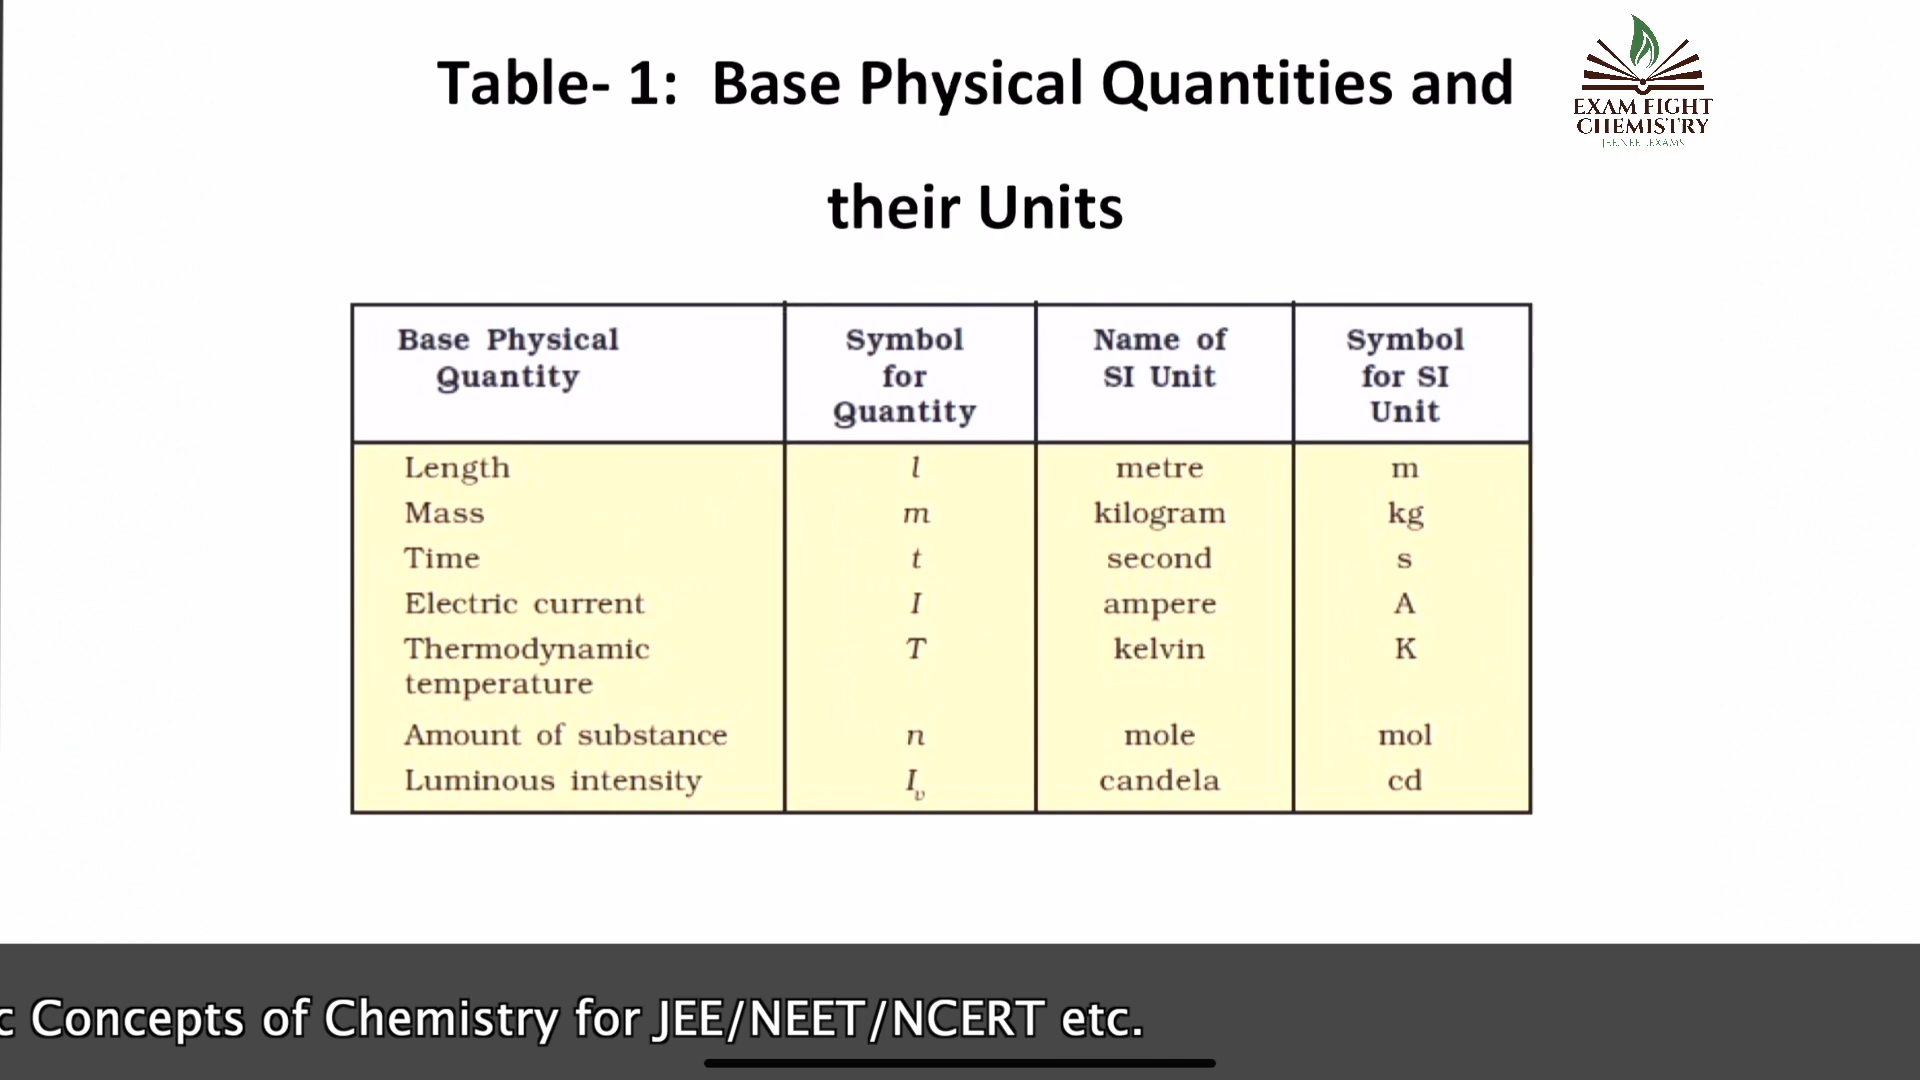 Table- 1: Base Physical Quantities and
their Units
EXAM FIGHT
CHEMISTRY
Base Physical Quantity | Symbol for Quantity | Name of SI Unit | Symbol for SI Unit
Length | l | metre | m
Mass | m | kilogram | kg
Time | t | second | s
Electric current | I | ampere | A
Thermodynamic temperature | T | kelvin | K
Amount of substance | n | mole | mol
Luminous intensity | Iv | candela | cd
c Concepts of Chemistry for JEE/NEET/NCERT etc.